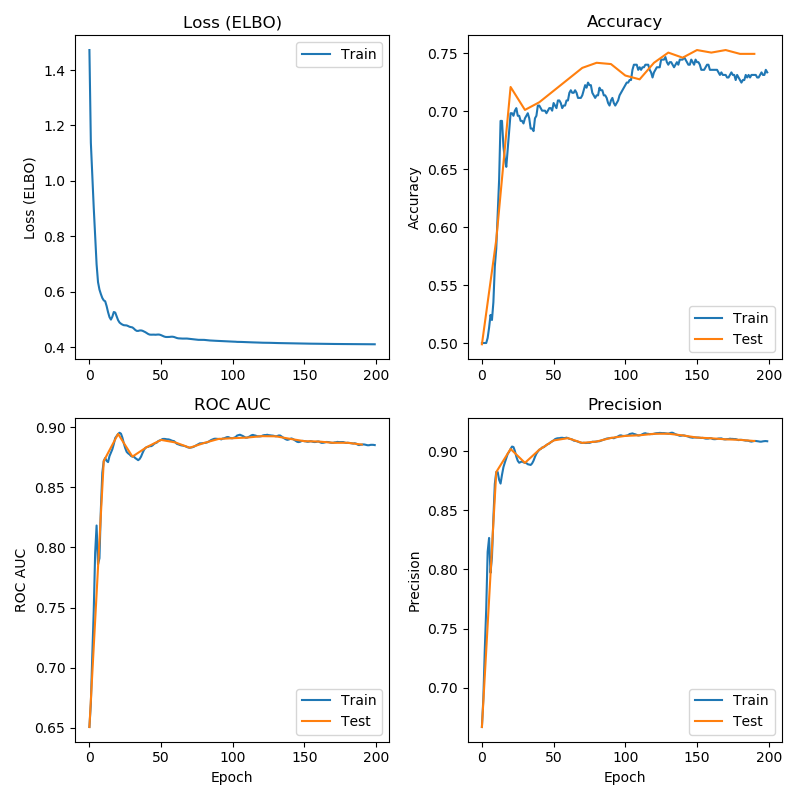 Loss (ELBO)
Loss (ELBO)
1.4
1.2
1.0
0.8
0.6
0.4
0 50 100 150 200
Train
Accuracy
Accuracy
0.75
0.70
0.65
0.60
0.55
0.50
0 50 100 150 200
Train
Test
ROC AUC
ROC AUC
0.90
0.85
0.80
0.75
0.70
0.65
0 50 100 150 200
Epoch
Train
Test
Precision
Precision
0.90
0.85
0.80
0.75
0.70
0 50 100 150 200
Epoch
Train
Test